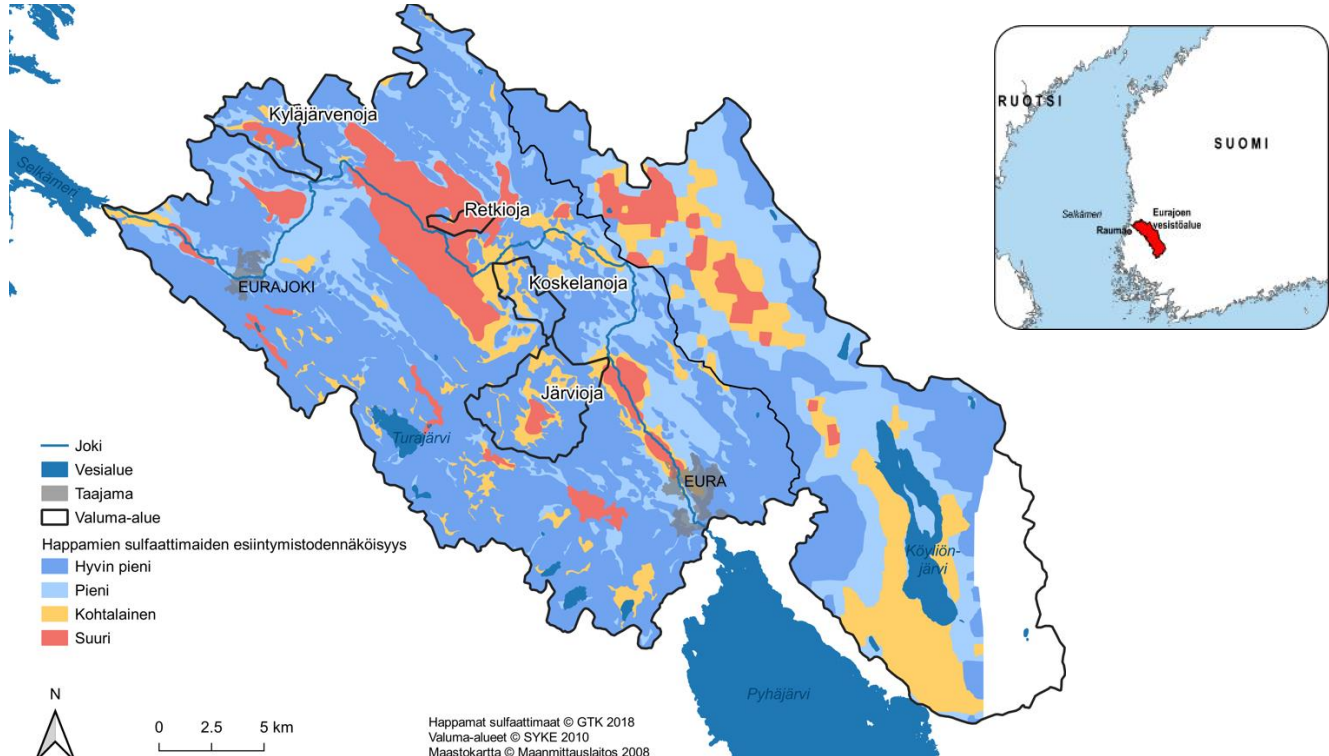 Kyläjärvenoja
Selkämeri
Retkioja
EURAJOKI
Koskelanoja
Järvioja
Turajärvi
EURA
Köyliön-
järvi
Pyhäjärvi
RUOTSI
SUOMI
Selkämeri
Rauma
Eurajoen
vesistöalue
Joki
Vesialue
Taajama
Valuma-alue
Happamien sulfaattimaiden esiintymistodennäköisyys
Hyvin pieni
Pieni
Kohtalainen
Suuri
N
0 2.5 5 km
Happamat sulfaattimaat © GTK 2018
Valuma-alueet © SYKE 2010
Maastokartta © Maanmittauslaitos 2008